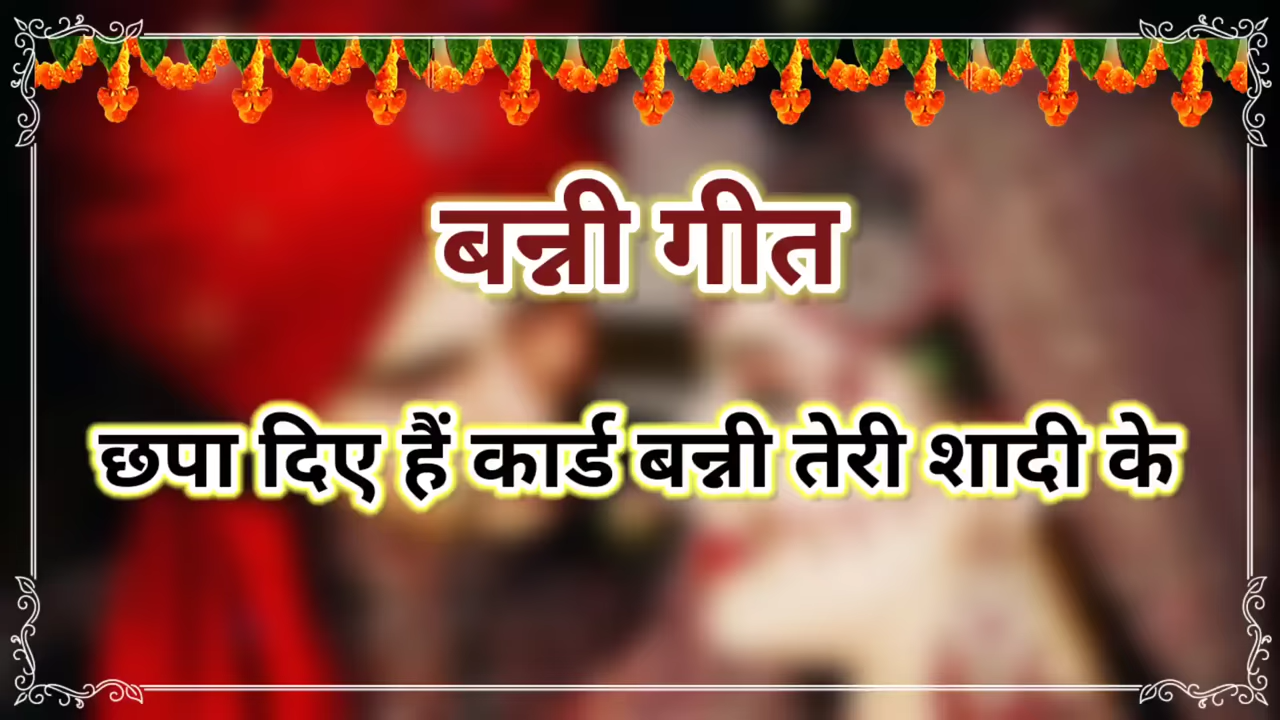 बन्नी गीत
छपा दिए हैं कार्ड बन्नी तेरी शादी के